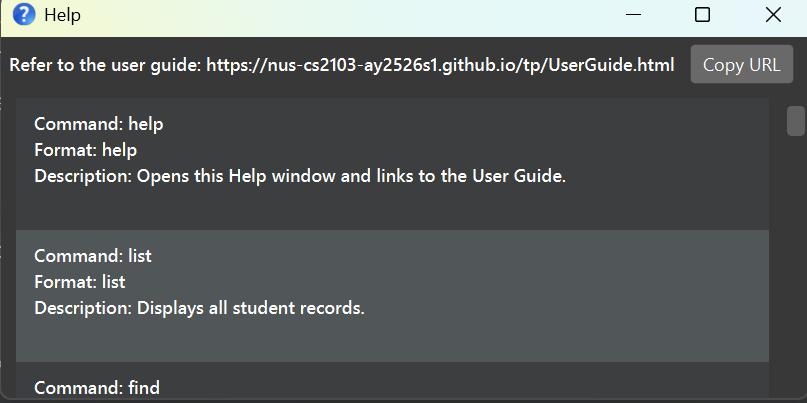 Help
Refer to the user guide: https://nus-cs2103-ay2526s1.github.io/tp/UserGuide.html Copy URL
Command: help
Format: help
Description: Opens this Help window and links to the User Guide.
Command: list
Format: list
Description: Displays all student records.
Command: find